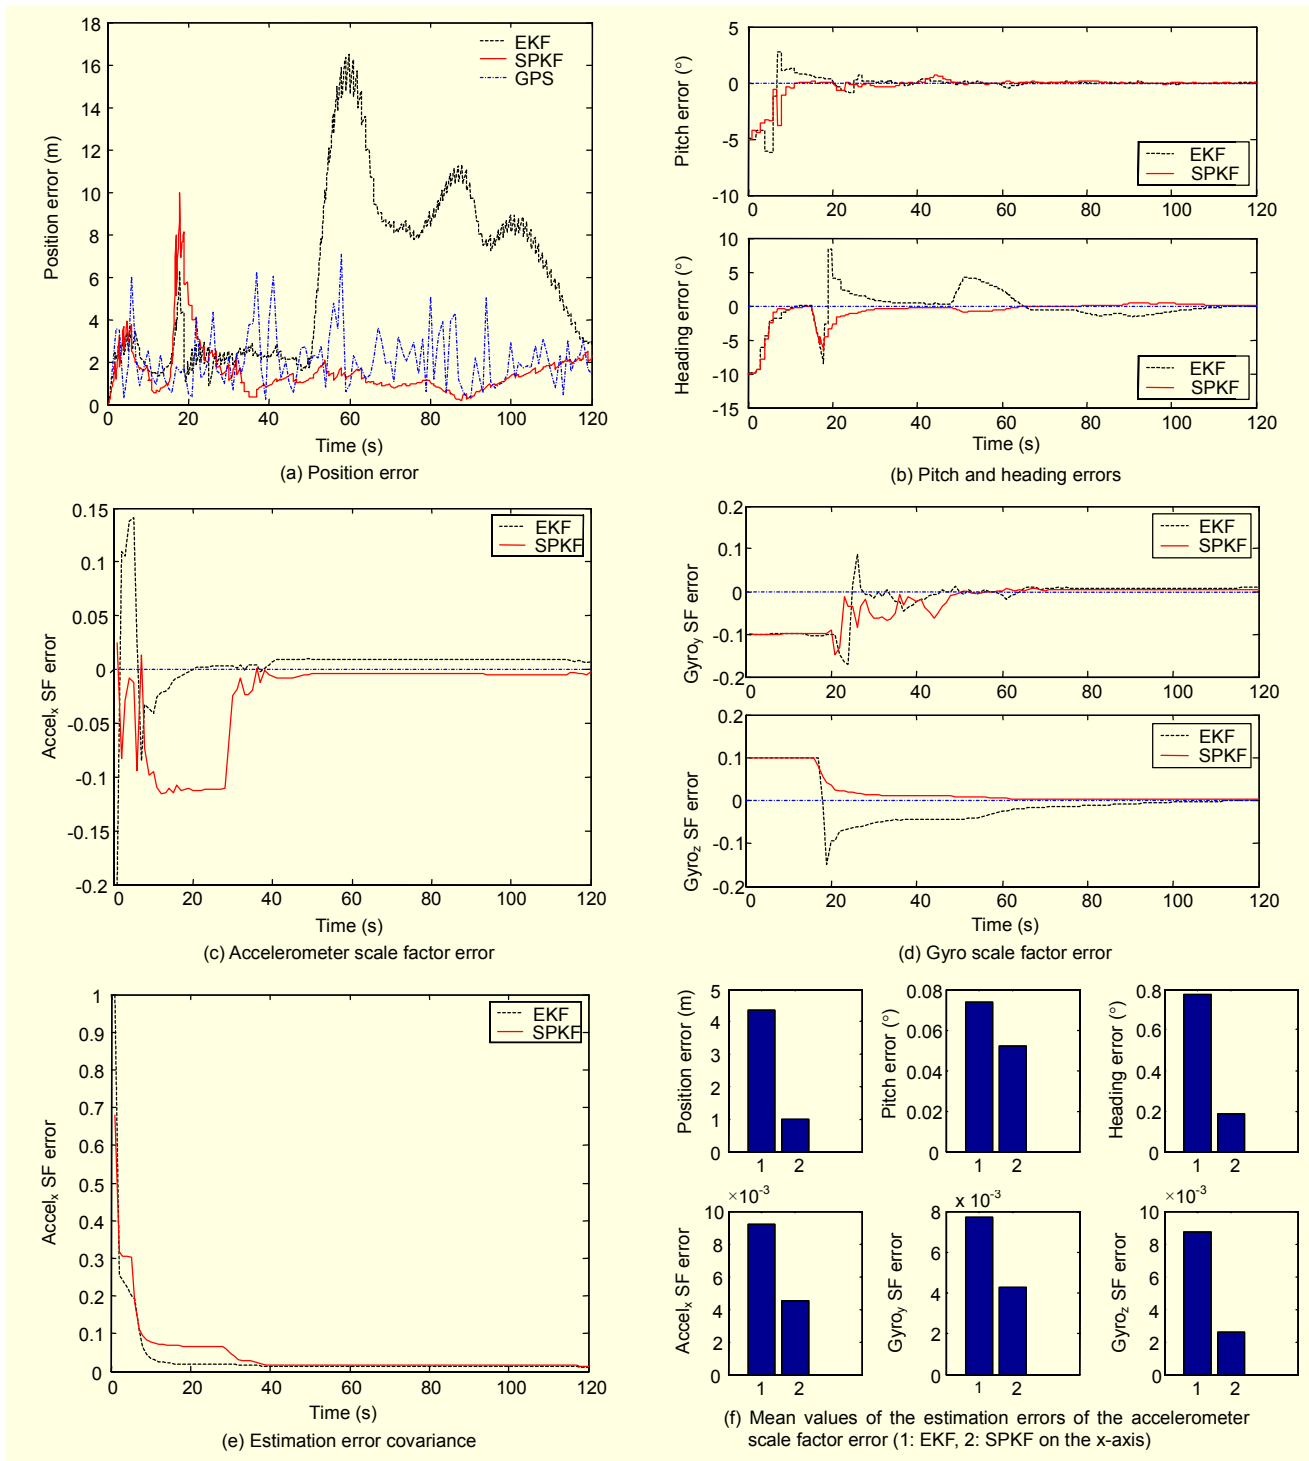 18
16
14
12
10
8
6
4
2
0
Position error (m)
EKF
SPKF
GPS
0 20 40 60 80 100 120
Time (s)
(a) Position error
5
0
-5
-10
Pitch error (°)
EKF
SPKF
0 20 40 60 80 100 120
10
5
0
-5
-10
-15
Heading error (°)
EKF
SPKF
0 20 40 60 80 100 120
Time (s)
(b) Pitch and heading errors
0.15
0.1
0.05
0
-0.05
-0.1
-0.15
-0.2
Accelx SF error
EKF
SPKF
0 20 40 60 80 100 120
Time (s)
(c) Accelerometer scale factor error
0.2
0.1
0
-0.1
-0.2
Gyroy SF error
EKF
SPKF
0 20 40 60 80 100 120
0.2
0.1
0
-0.1
-0.2
Gyroz SF error
EKF
SPKF
0 20 40 60 80 100 120
Time (s)
(d) Gyro scale factor error
1
0.9
0.8
0.7
0.6
0.5
0.4
0.3
0.2
0.1
0
Accelx SF error
EKF
SPKF
0 20 40 60 80 100 120
Time (s)
(e) Estimation error covariance
5
4
3
2
1
0
Position error (m)
1 2
0.08
0.06
0.04
0.02
0
Pitch error (°)
1 2
0.8
0.6
0.4
0.2
0
Heading error (°)
1 2
×10-3
10
8
6
4
2
0
Accelx SF error
1 2
x 10-3
8
6
4
2
0
Gyroy SF error
1 2
×10-3
10
8
6
4
2
0
Gyroz SF error
1 2
(f) Mean values of the estimation errors of the accelerometer
scale factor error (1: EKF, 2: SPKF on the x-axis)